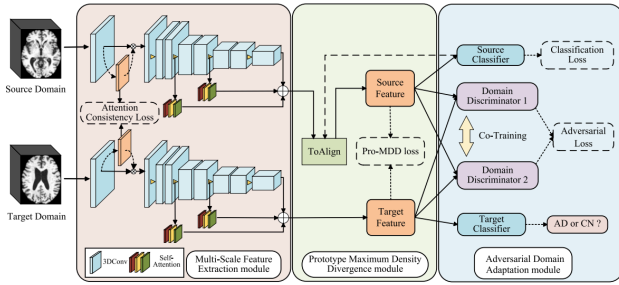 Source Domain
Target Domain
Attention
Consistency Loss
3DConv
Self-
Attention
Multi-Scale Feature
Extraction module
ToAlign
Source
Feature
Pro-MDD loss
Target
Feature
Prototype Maximum Density
Divergence module
Source
Classifier
Classification
Loss
Domain
Discriminator 1
Co-Training
Adversarial
Loss
Domain
Discriminator 2
Target
Classifier
AD or CN ?
Adversarial Domain
Adaptation module